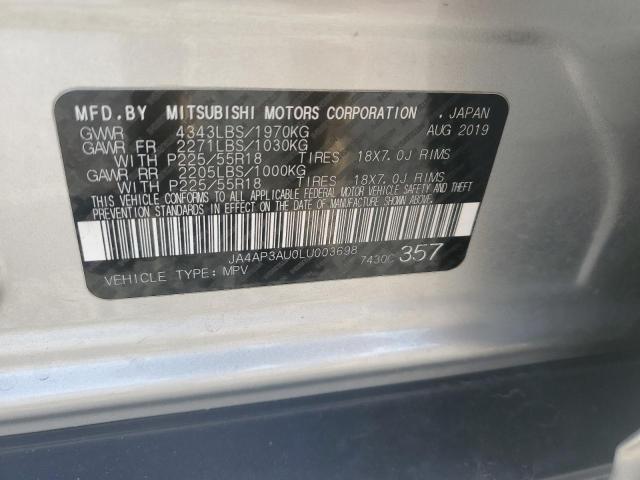 MFD.BY MITSUBISHI MOTORS CORPORATION , JAPAN
GVWR 4343LBS/1970KG AUG 2019
GAWR FR 2271LBS/1030KG
WITH P225/55R18 TIRES 18X7.0J RIMS
GAWR RR 2205LBS/1000KG
WITH P225/55R18 TIRES 18X7.0J RIMS
THIS VEHICLE CONFORMS TO ALL APPLICABLE FEDERAL MOTOR VEHICLE SAFETY AND THEFT
PREVENTION STANDARDS IN EFFECT ON THE DATE OF MANUFACTURE SHOWN ABOVE.
JA4AP3AU0LU003698 7430C 357
VEHICLE TYPE: MPV